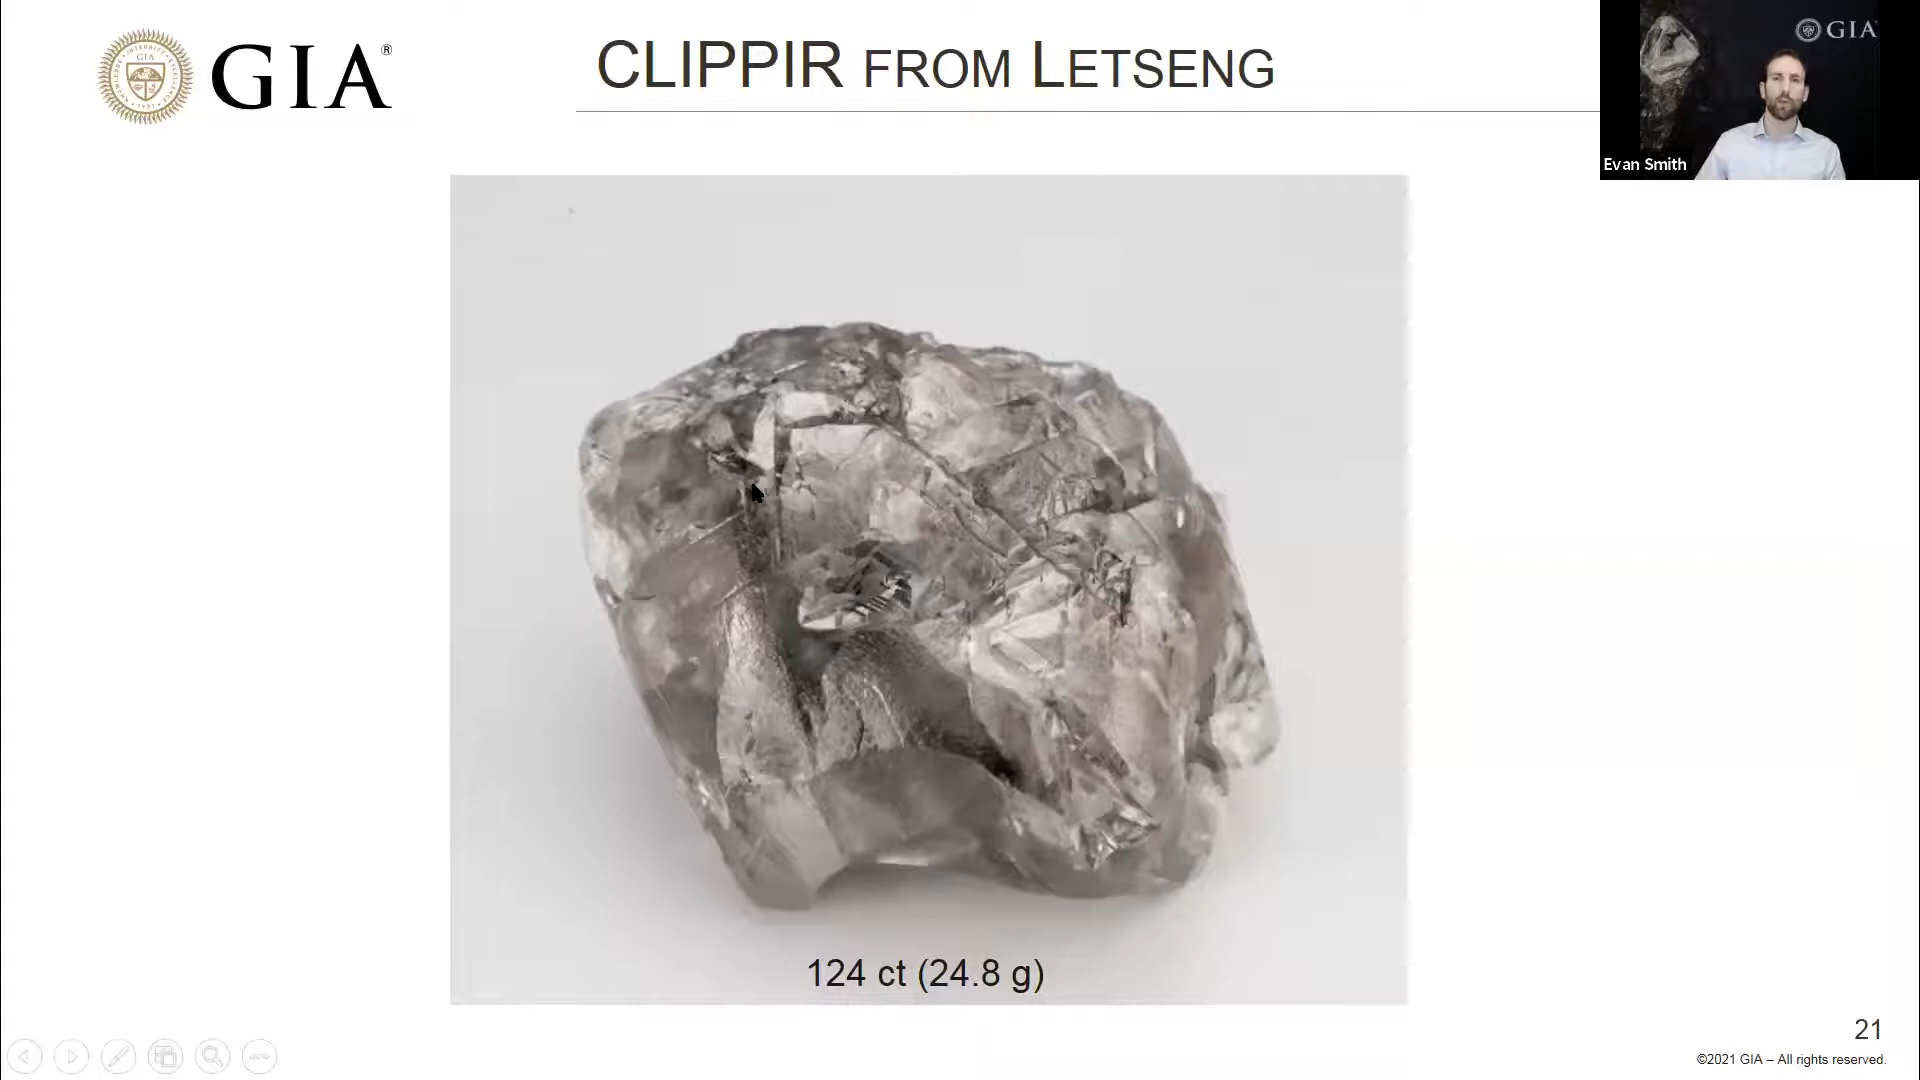 GIA®
CLIPPIR FROM LETSENG
GIA
Evan Smith
124 ct (24.8 g)
21
©2021 GIA – All rights reserved.